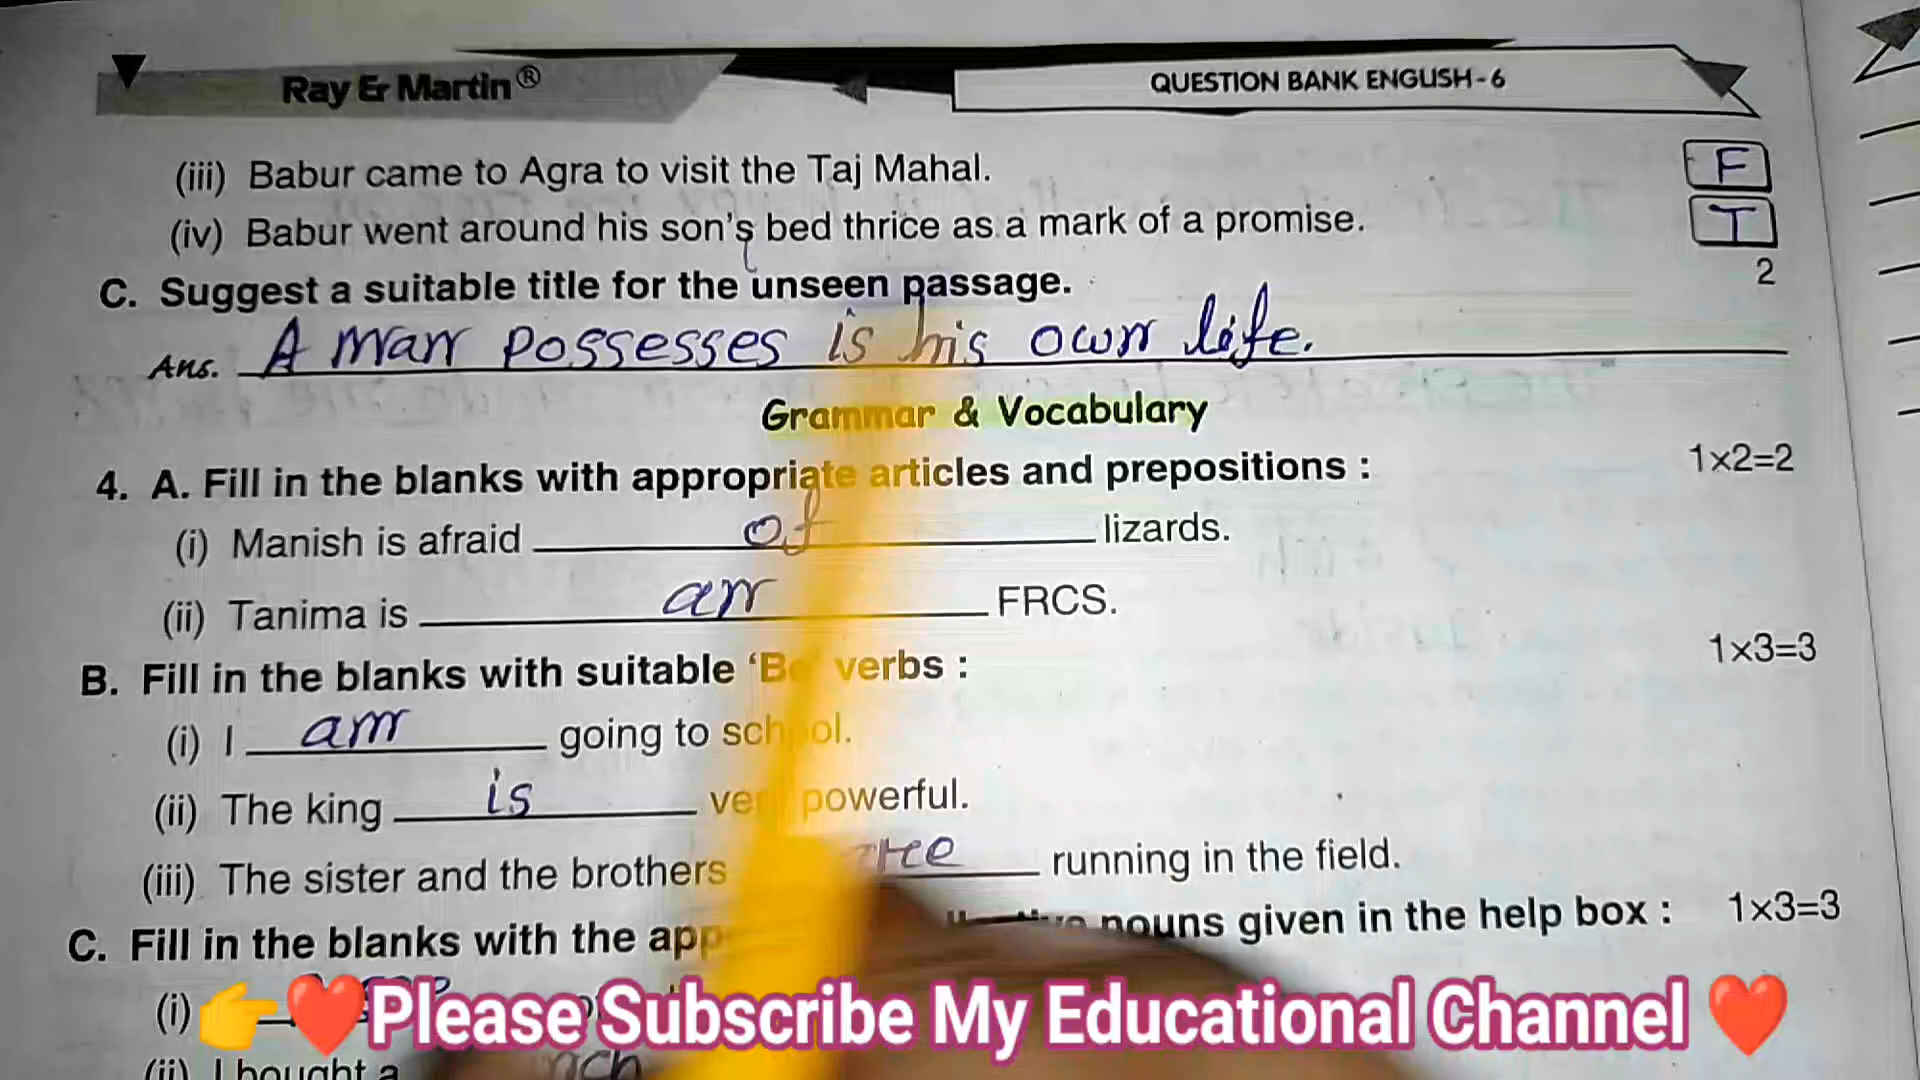 Ray & Martin®
QUESTION BANK ENGLISH-6
(iii) Babur came to Agra to visit the Taj Mahal. F
(iv) Babur went around his son's bed thrice as a mark of a promise. T
C. Suggest a suitable title for the unseen passage. 2
Ans. A man possesses is his own life.
Grammar & Vocabulary
4. A. Fill in the blanks with appropriate articles and prepositions : 1×2=2
(i) Manish is afraid of lizards.
(ii) Tanima is an FRCS.
B. Fill in the blanks with suitable 'Be' verbs : 1×3=3
(i) I am going to school.
(ii) The king is very powerful.
(iii) The sister and the brothers running in the field.
C. Fill in the blanks with the nouns given in the help box : 1×3=3
(i)
👉❤️Please Subscribe My Educational Channel ❤️
(ii) I bought a